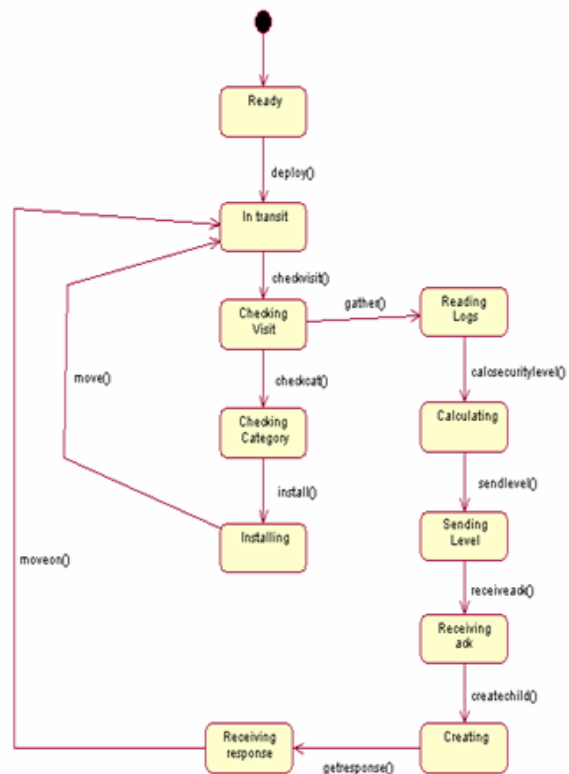 Ready
deploy()
In transit
checkvisit()
Checking
Visit
gather()
Reading
Logs
move()
checkcat()
calcsecuritylevel()
Checking
Category
Calculating
install()
sendlevel()
Installing
Sending
Level
moveon()
receiveack()
Receiving
ack
createchild()
Receiving
response
Creating
getresponse()